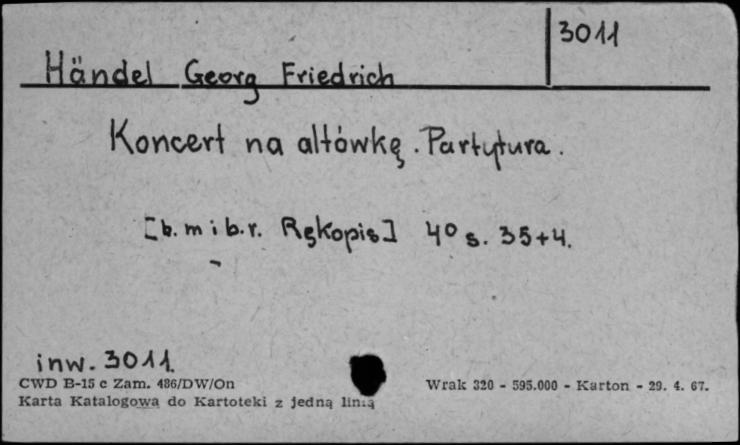 3011
Händel Georg Friedrich
Koncert na altówkę. Partytura.
[b. m i b.r. Rękopis] 4° s. 35+4.
inw. 3011.
CWD B-15 c Zam. 486/DW/On
Wrak 320 - 595.000 - Karton - 29. 4. 67.
Karta Katalogowa do Kartoteki z jedną linią